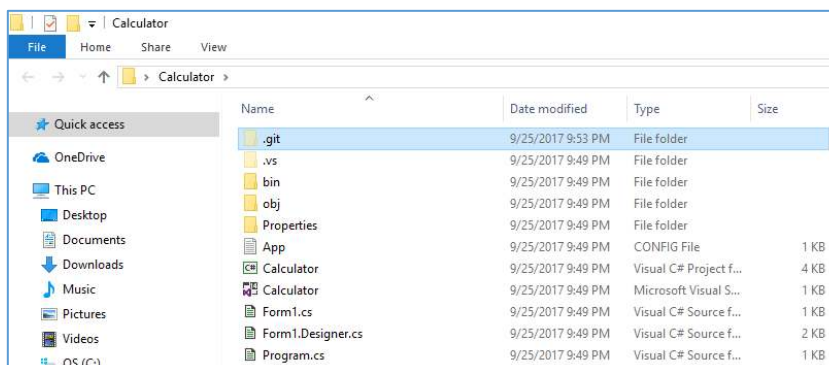 Calculator
File Home Share View
Calculator
Name Date modified Type Size
Quick access
.git 9/25/2017 9:53 PM File folder
OneDrive
.vs 9/25/2017 9:49 PM File folder
bin 9/25/2017 9:49 PM File folder
This PC
obj 9/25/2017 9:49 PM File folder
Desktop
Properties 9/25/2017 9:49 PM File folder
Documents
App 9/25/2017 9:49 PM CONFIG File 1 KB
Downloads
Calculator 9/25/2017 9:49 PM Visual C# Project f... 4 KB
Music
Calculator 9/25/2017 9:49 PM Microsoft Visual S... 1 KB
Pictures
Form1.cs 9/25/2017 9:49 PM Visual C# Source f... 1 KB
Videos
Form1.Designer.cs 9/25/2017 9:49 PM Visual C# Source f... 2 KB
OS (C:)
Program.cs 9/25/2017 9:49 PM Visual C# Source f... 1 KB